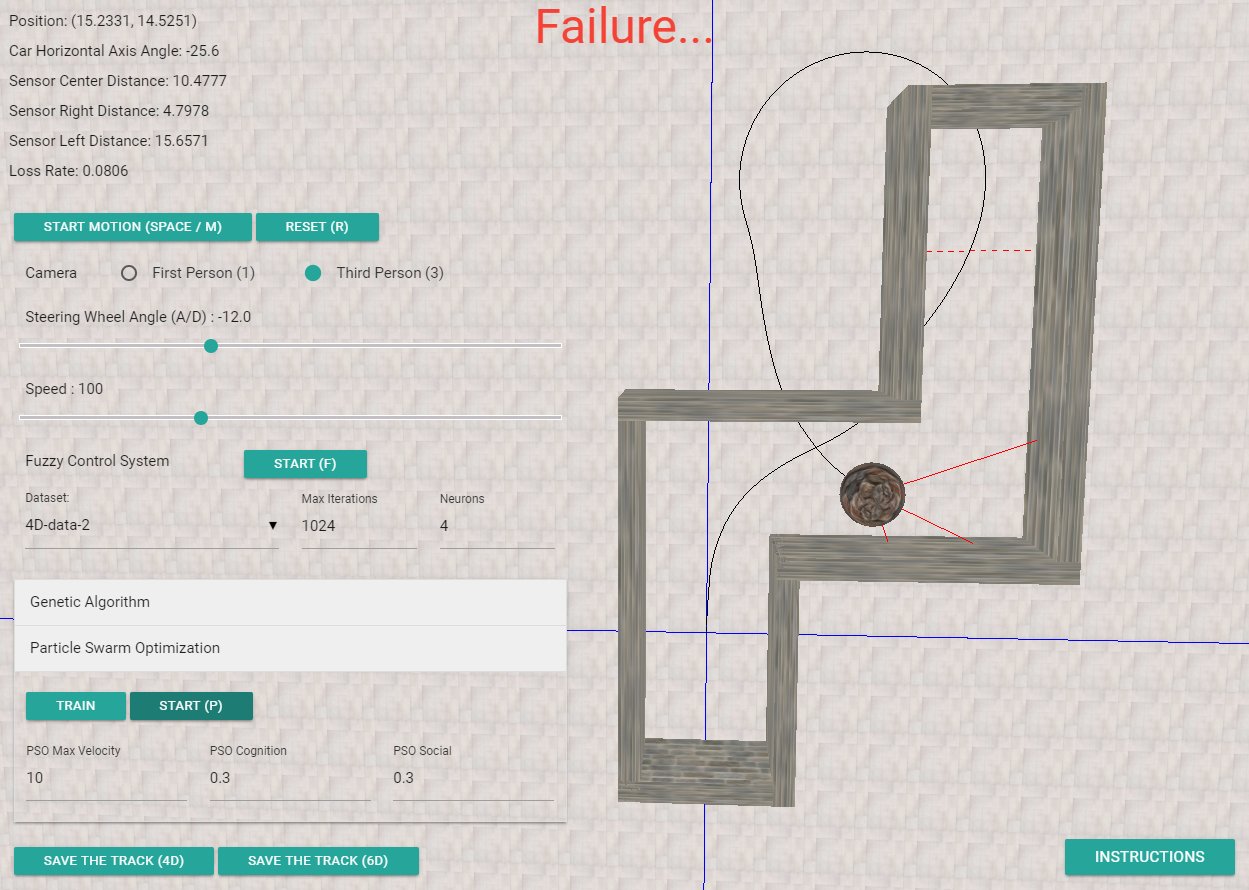 Position: (15.2331, 14.5251)
Failure...
Car Horizontal Axis Angle: -25.6
Sensor Center Distance: 10.4777
Sensor Right Distance: 4.7978
Sensor Left Distance: 15.6571
Loss Rate: 0.0806
START MOTION (SPACE / M) RESET (R)
Camera First Person (1) Third Person (3)
Steering Wheel Angle (A/D) : -12.0
Speed : 100
Fuzzy Control System START (F)
Dataset: Max Iterations Neurons
4D-data-2 ▼ 1024 4
Genetic Algorithm
Particle Swarm Optimization
TRAIN START (P)
PSO Max Velocity PSO Cognition PSO Social
10 0.3 0.3
SAVE THE TRACK (4D) SAVE THE TRACK (6D)
INSTRUCTIONS